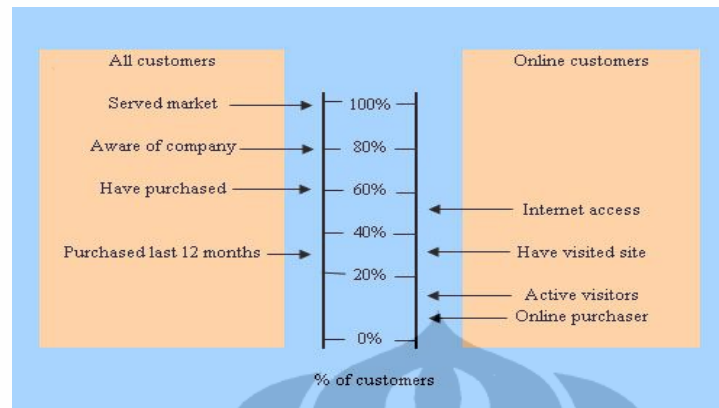 All customers
Online customers
Served market
100%
Aware of company
80%
Have purchased
60%
Internet access
40%
Purchased last 12 months
Have visited site
20%
Active visitors
Online purchaser
0%
% of customers